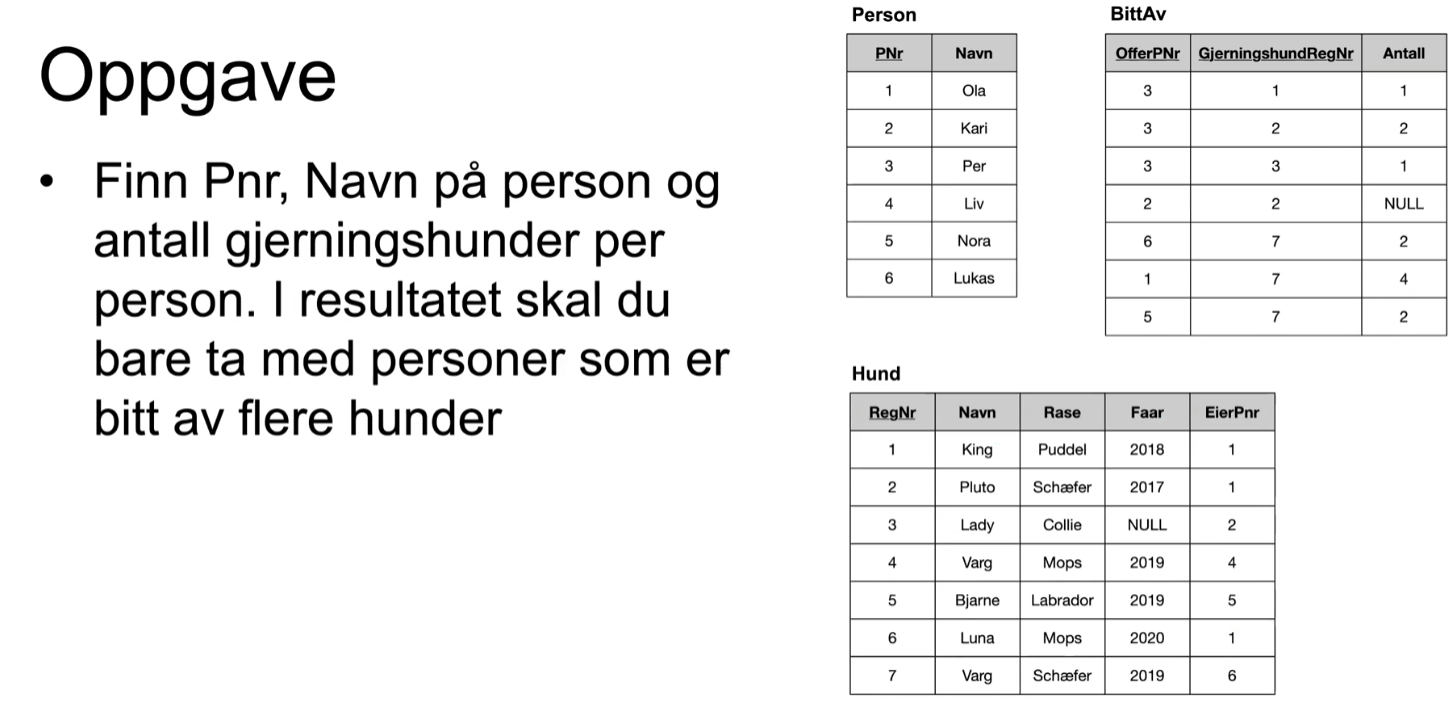 Oppgave
• Finn Pnr, Navn på person og
antall gjerningshunder per
person. I resultatet skal du
bare ta med personer som er
bitt av flere hunder
Person
PNr Navn
1 Ola
2 Kari
3 Per
4 Liv
5 Nora
6 Lukas
BittAv
OfferPNr GjerningshundRegNr Antall
3 1 1
3 2 2
3 3 1
2 2 NULL
6 7 2
1 7 4
5 7 2
Hund
RegNr Navn Rase Faar EierPnr
1 King Puddel 2018 1
2 Pluto Schæfer 2017 1
3 Lady Collie NULL 2
4 Varg Mops 2019 4
5 Bjarne Labrador 2019 5
6 Luna Mops 2020 1
7 Varg Schæfer 2019 6